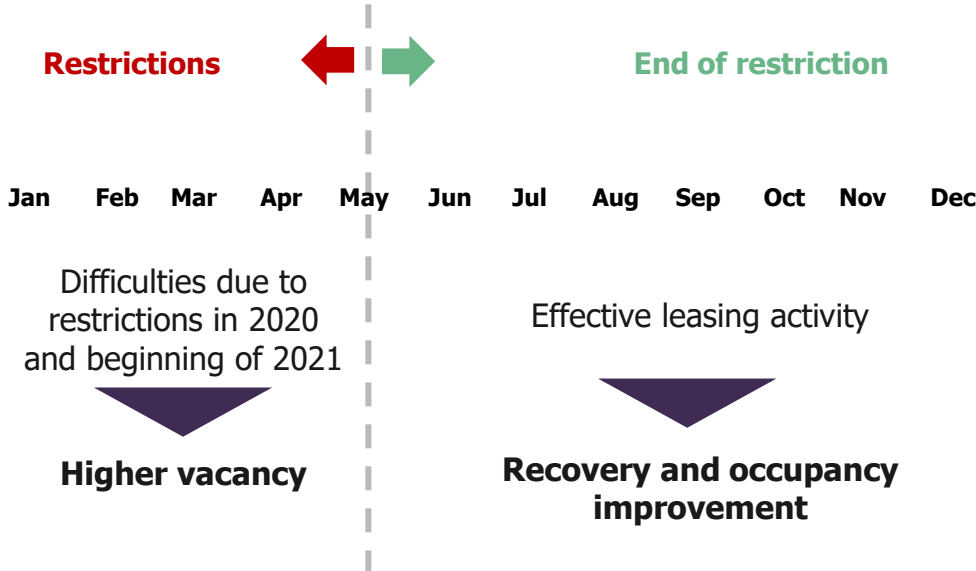 Restrictions
End of restriction
Jan Feb Mar Apr May Jun Jul Aug Sep Oct Nov Dec
Difficulties due to
restrictions in 2020
and beginning of 2021
Effective leasing activity
Higher vacancy
Recovery and occupancy
improvement